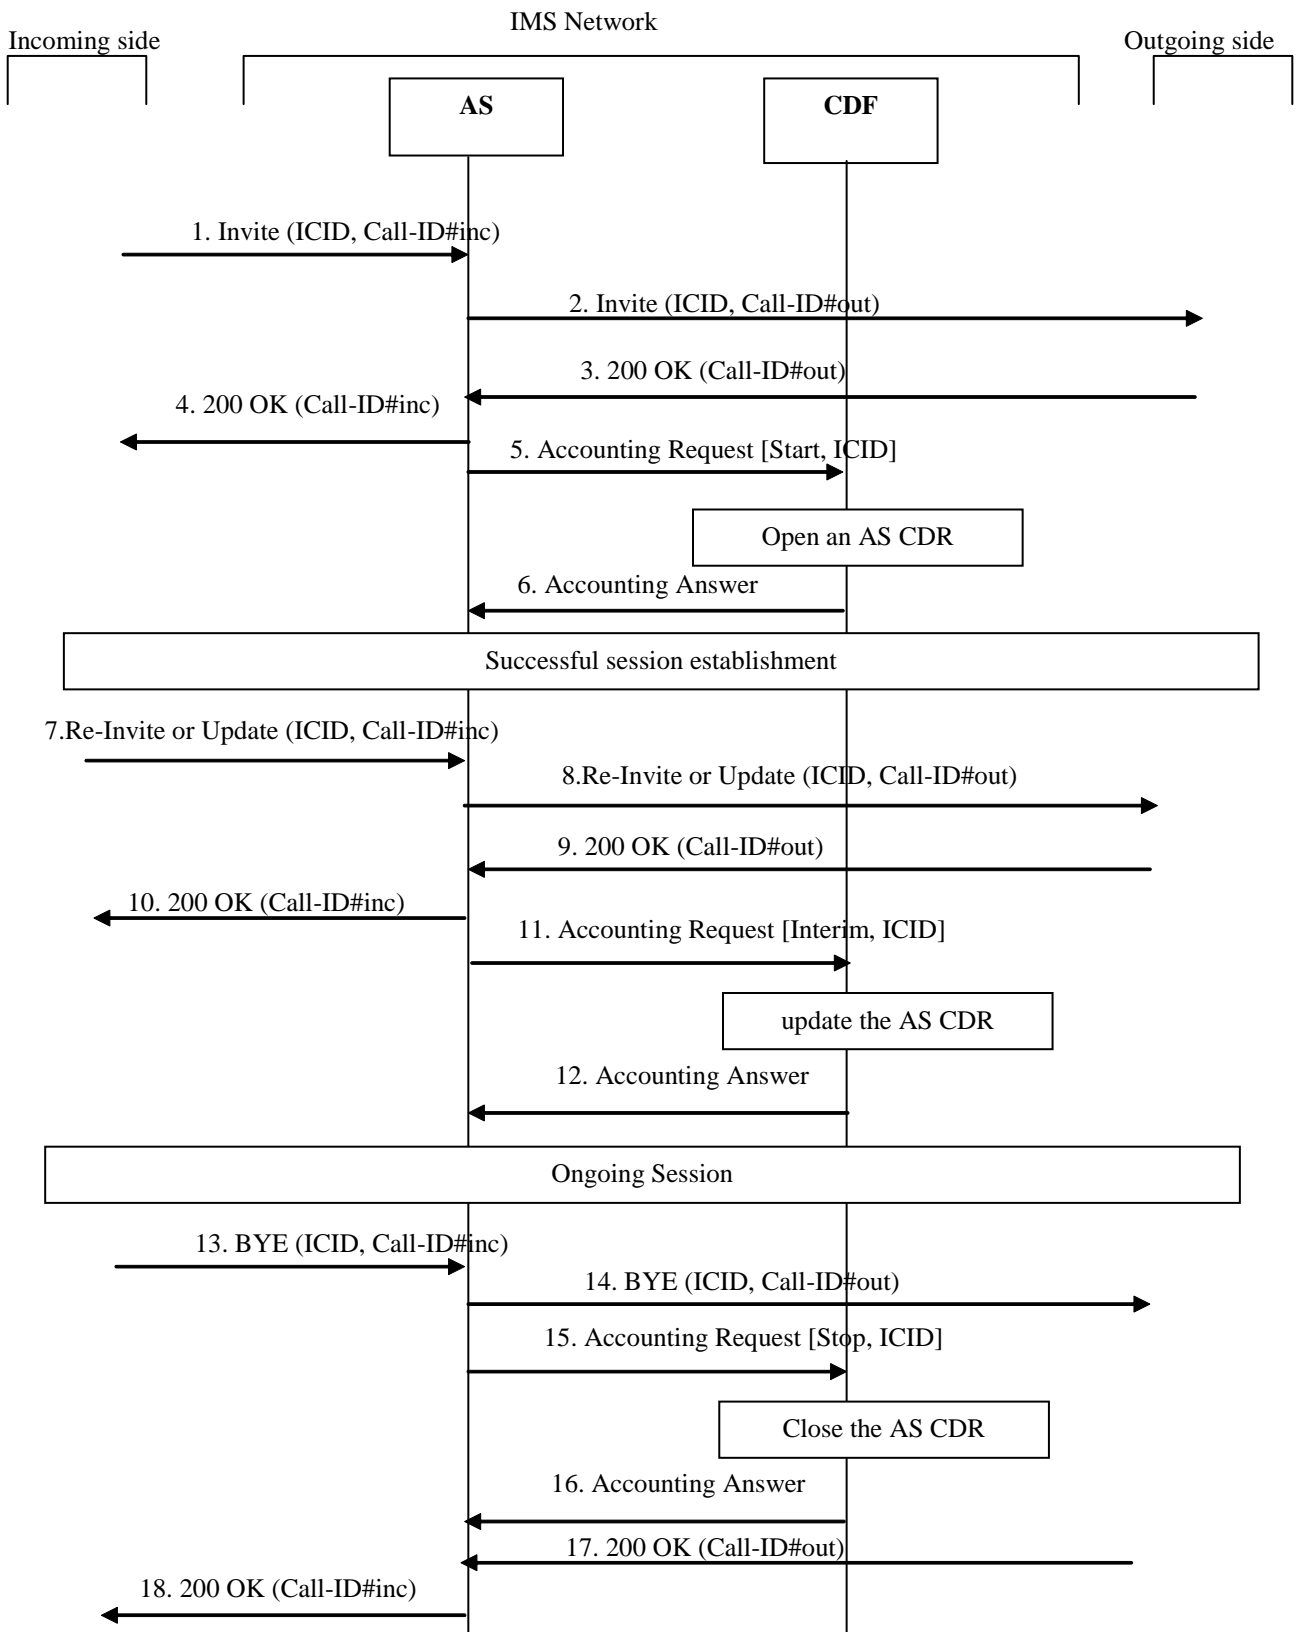 IMS Network
Incoming side
Outgoing side
AS
CDF
1. Invite (ICID, Call-ID#inc)
2. Invite (ICID, Call-ID#out)
3. 200 OK (Call-ID#out)
4. 200 OK (Call-ID#inc)
5. Accounting Request [Start, ICID]
Open an AS CDR
6. Accounting Answer
Successful session establishment
7.Re-Invite or Update (ICID, Call-ID#inc)
8.Re-Invite or Update (ICID, Call-ID#out)
9. 200 OK (Call-ID#out)
10. 200 OK (Call-ID#inc)
11. Accounting Request [Interim, ICID]
update the AS CDR
12. Accounting Answer
Ongoing Session
13. BYE (ICID, Call-ID#inc)
14. BYE (ICID, Call-ID#out)
15. Accounting Request [Stop, ICID]
Close the AS CDR
16. Accounting Answer
17. 200 OK (Call-ID#out)
18. 200 OK (Call-ID#inc)